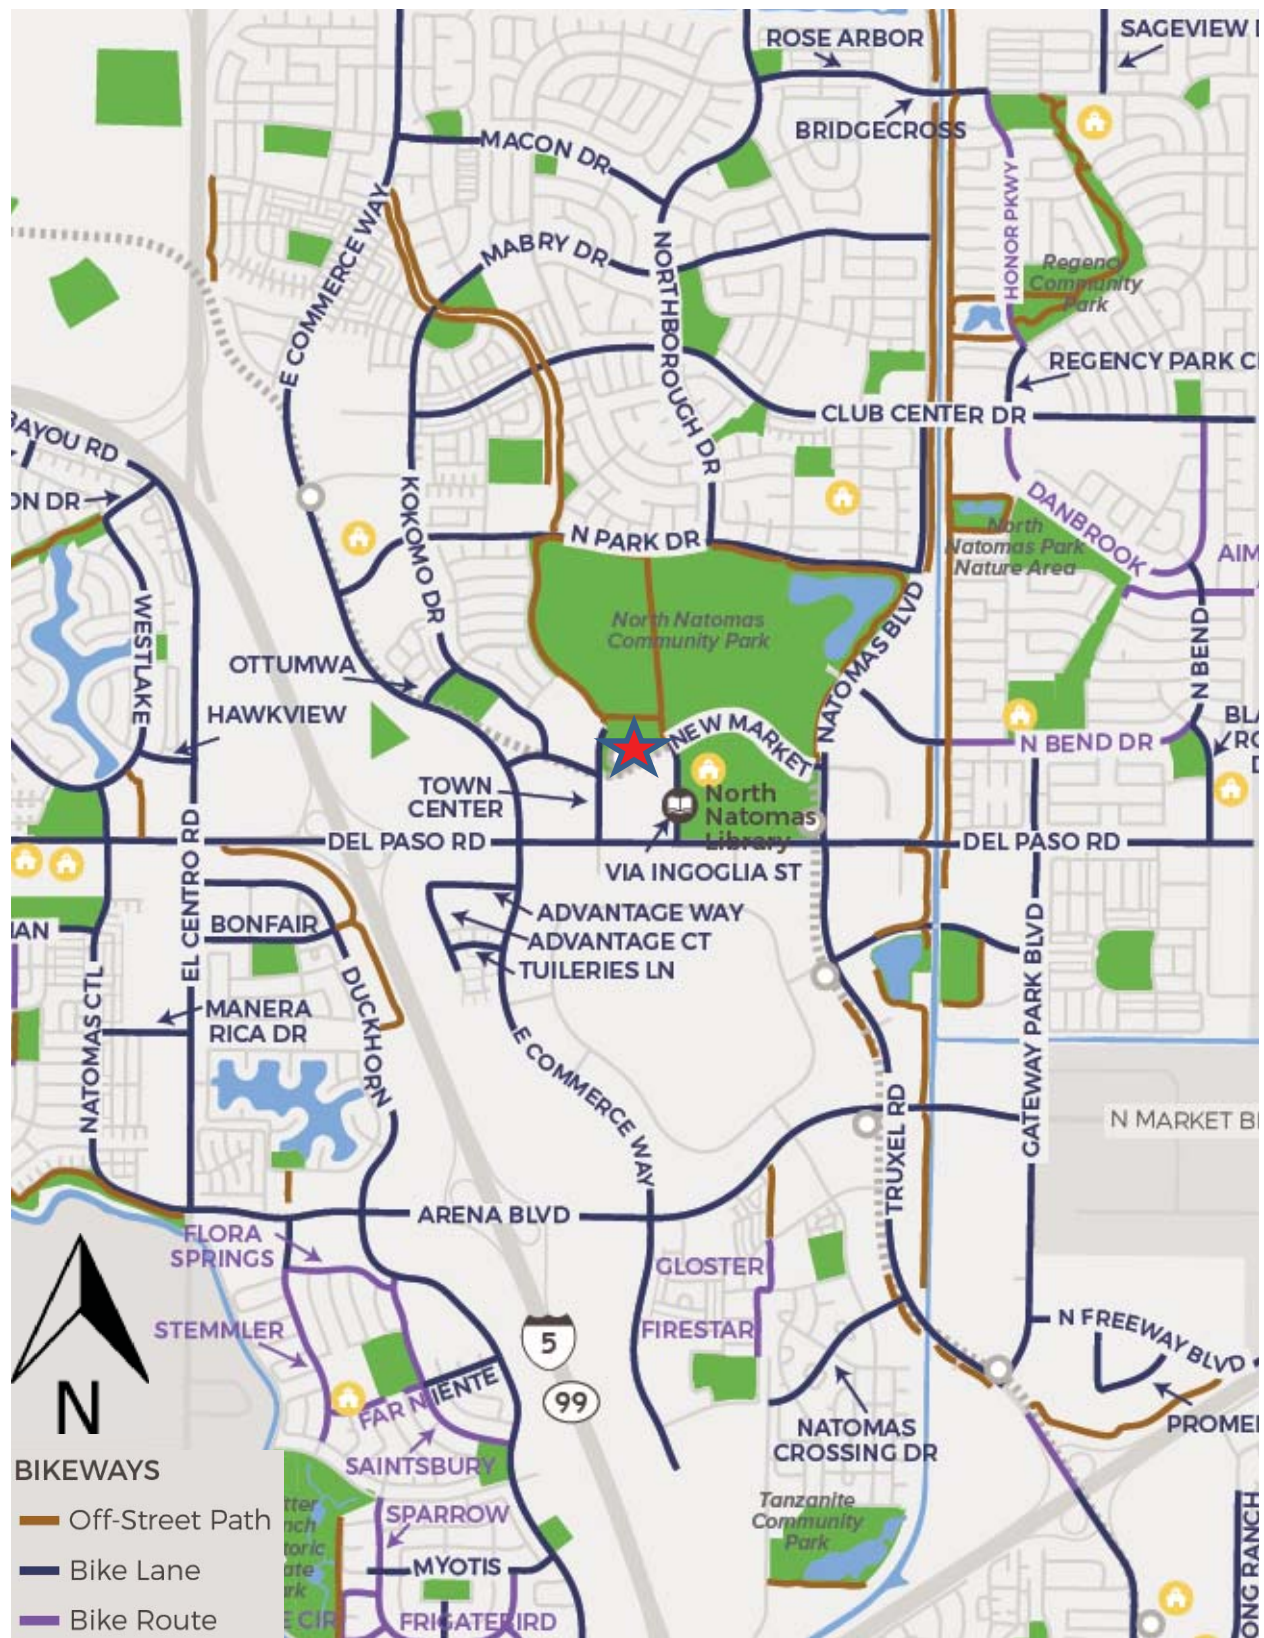 ROSE ARBOR
SAGEVIEW
BRIDGECROSS
MACON DR
E COMMERCE WAY
MABRY DR
NORTHBOROUGH DR
HONOR PKWY
Community
Park
REGENCY PARK
CLUB CENTER DR
BAYOU RD
ON DR
KOKOMO DR
N PARK DR
DANBROOK
North
Natomas Park
Nature Area
AIM
North Natomas
Community Park
NATOMAS BLVD
WESTLAKE
OTTUMWA
HAWKVIEW
N BEND
NEW MARKET
N BEND DR
TOWN
CENTER
North
Natomas
Library
DEL PASO RD
DEL PASO RD
VIA INGOGLIA ST
EL CENTRO RD
ADVANTAGE WAY
ADVANTAGE CT
TUILERIES LN
BONFAIR
IAN
DUCKHORN
NATOMAS CTL
MANERA
RICA DR
GATEWAY PARK BLVD
E COMMERCE WAY
TRUXEL RD
N MARKET
ARENA BLVD
FLORA
SPRINGS
GLOSTER
STEMMLER
FIRESTAR
5
99
N FREEWAY BLVD
FAR NIENTE
SAINTSBURY
NATOMAS
CROSSING DR
N
SPARROW
Tanzanite
Community
Park
MYOTIS
FRIGATEBIRD
E CIR
ONG RANCH
BIKEWAYS
Off-Street Path
Bike Lane
Bike Route